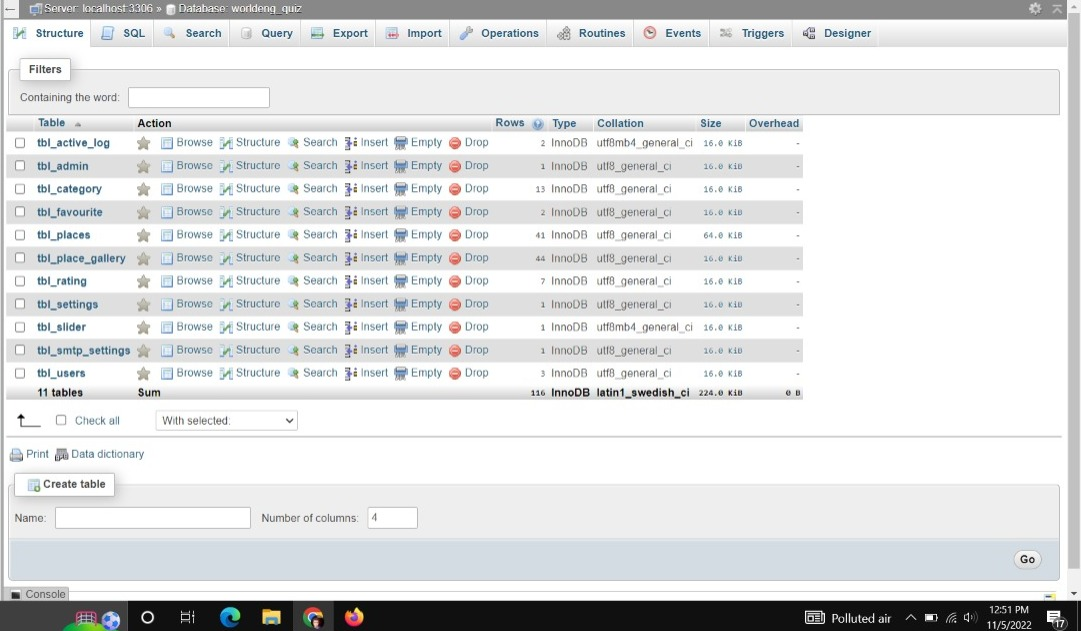 Server: localhost:3306 » Database: worldeng_quiz
Structure SQL Search Query Export Import Operations Routines Events Triggers Designer
Filters
Containing the word:
Table Action Rows Type Collation Size Overhead
tbl_active_log Browse Structure Search Insert Empty Drop 2 InnoDB utf8mb4_general_ci 16.0 KiB -
tbl_admin Browse Structure Search Insert Empty Drop 1 InnoDB utf8_general_ci 16.0 KiB -
tbl_category Browse Structure Search Insert Empty Drop 13 InnoDB utf8_general_ci 16.0 KiB -
tbl_favourite Browse Structure Search Insert Empty Drop 2 InnoDB utf8_general_ci 16.0 KiB -
tbl_places Browse Structure Search Insert Empty Drop 41 InnoDB utf8_general_ci 64.0 KiB -
tbl_place_gallery Browse Structure Search Insert Empty Drop 44 InnoDB utf8_general_ci 16.0 KiB -
tbl_rating Browse Structure Search Insert Empty Drop 7 InnoDB utf8_general_ci 16.0 KiB -
tbl_settings Browse Structure Search Insert Empty Drop 1 InnoDB utf8_general_ci 16.0 KiB -
tbl_slider Browse Structure Search Insert Empty Drop 1 InnoDB utf8mb4_general_ci 16.0 KiB -
tbl_smtp_settings Browse Structure Search Insert Empty Drop 1 InnoDB utf8_general_ci 16.0 KiB -
tbl_users Browse Structure Search Insert Empty Drop 3 InnoDB utf8_general_ci 16.0 KiB -
11 tables Sum 116 InnoDB latin1_swedish_ci 224.0 KiB 0 B
Check all With selected:
Print Data dictionary
Create table
Name: Number of columns: 4
Go
Console
Polluted air 12:51 PM
11/5/2022 17